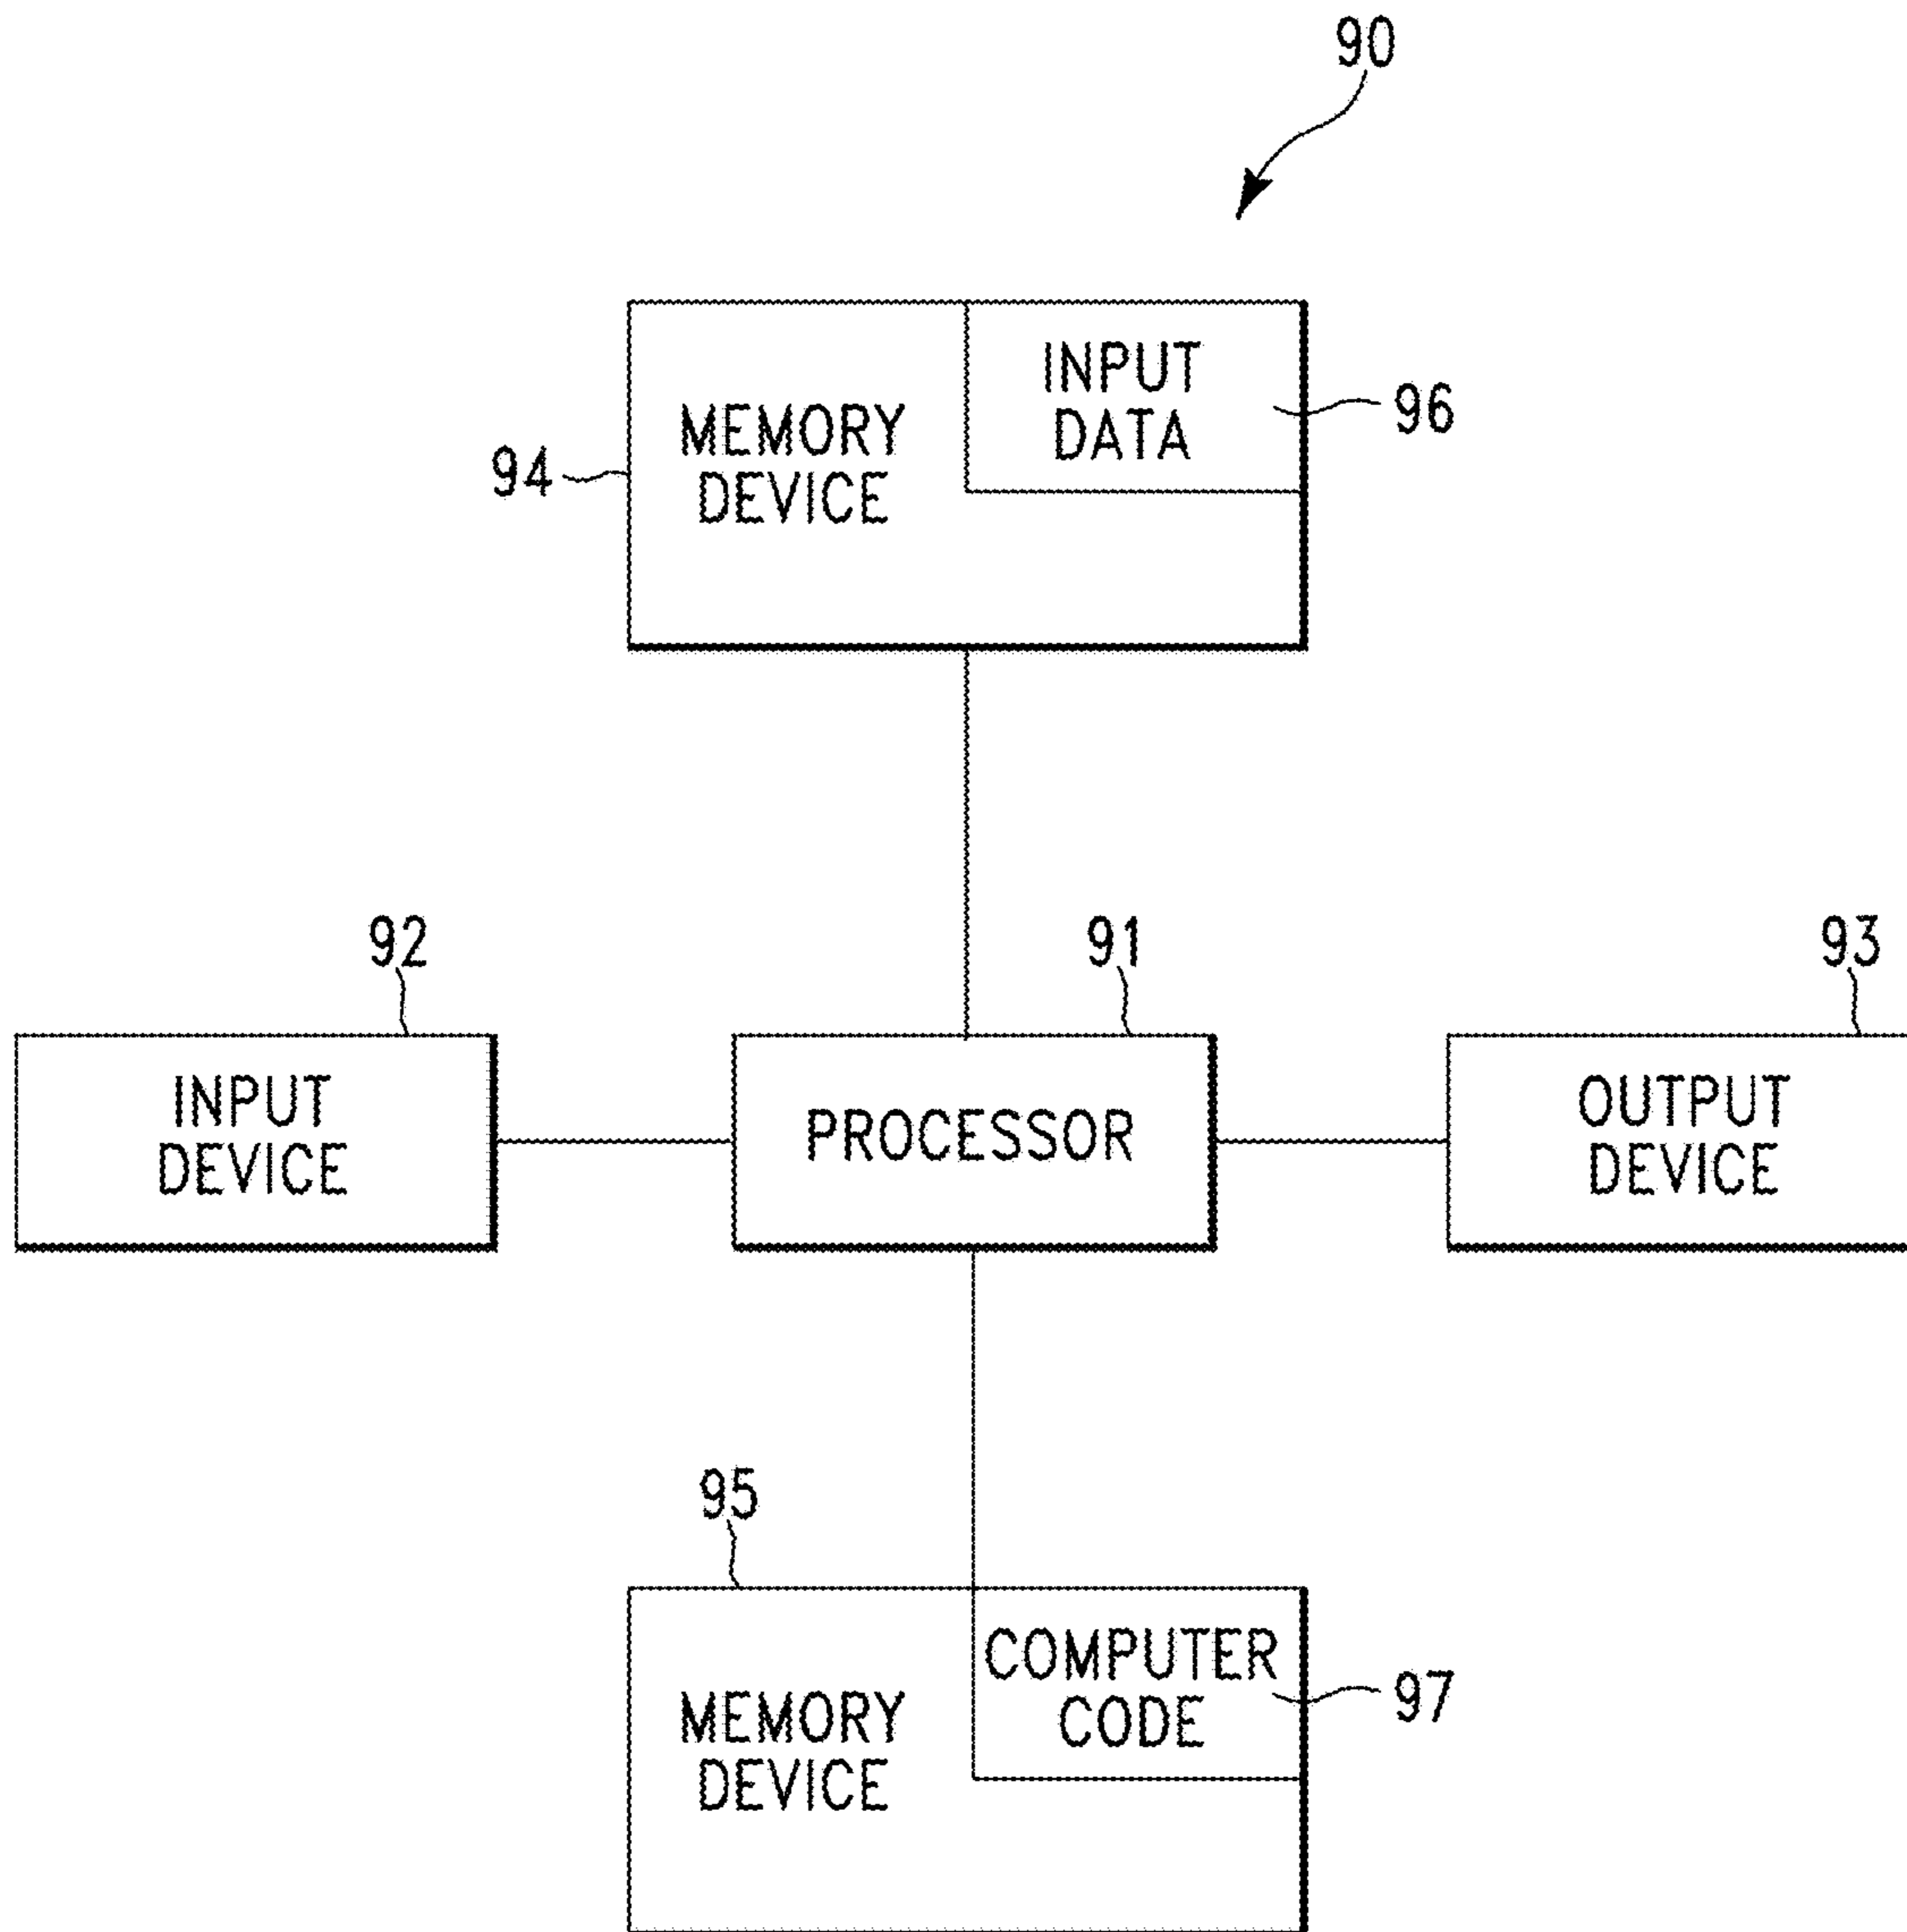 90
INPUT
DATA
96
MEMORY
DEVICE
94
92
91
93
INPUT
DEVICE
PROCESSOR
OUTPUT
DEVICE
95
COMPUTER
CODE
97
MEMORY
DEVICE